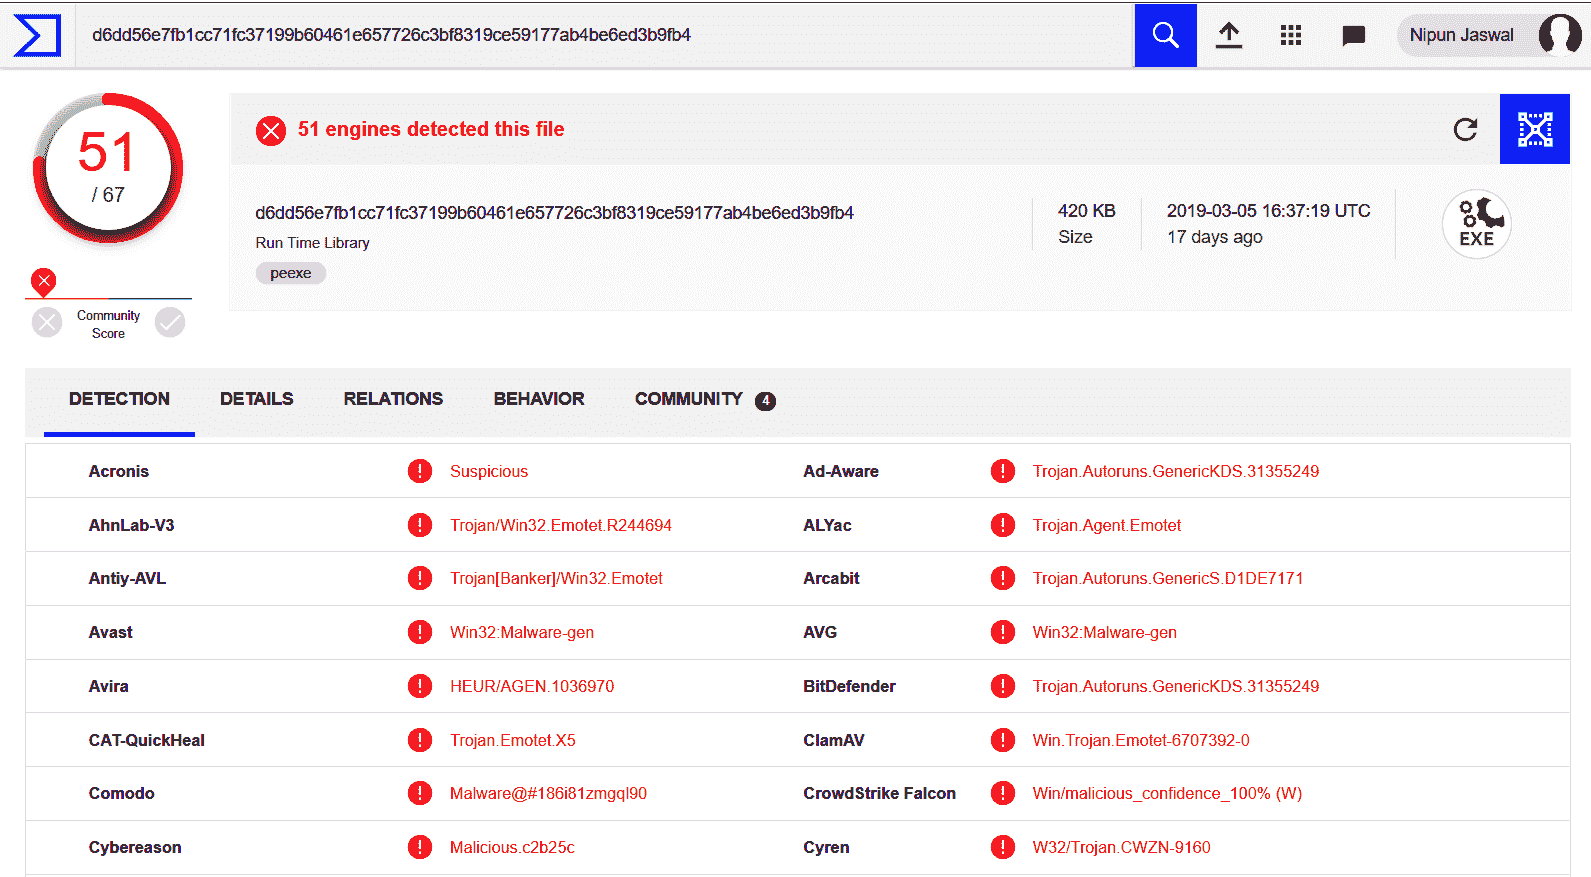 d6dd56e7fb1cc71fc37199b60461e657726c3bf8319ce59177ab4be6ed3b9fb4
Nipun Jaswal
51
/ 67
Community
Score
51 engines detected this file
d6dd56e7fb1cc71fc37199b60461e657726c3bf8319ce59177ab4be6ed3b9fb4
Run Time Library
peexe
420 KB
Size
2019-03-05 16:37:19 UTC
17 days ago
EXE
DETECTION DETAILS RELATIONS BEHAVIOR COMMUNITY 4
Acronis Suspicious Ad-Aware Trojan.Autoruns.GenericKDS.31355249
AhnLab-V3 Trojan/Win32.Emotet.R244694 ALYac Trojan.Agent.Emotet
Antiy-AVL Trojan[Banker]/Win32.Emotet Arcabit Trojan.Autoruns.GenericS.D1DE7171
Avast Win32:Malware-gen AVG Win32:Malware-gen
Avira HEUR/AGEN.1036970 BitDefender Trojan.Autoruns.GenericKDS.31355249
CAT-QuickHeal Trojan.Emotet.X5 ClamAV Win.Trojan.Emotet-6707392-0
Comodo Malware@#186i81zmgql90 CrowdStrike Falcon Win/malicious_confidence_100% (W)
Cybereason Malicious.c2b25c Cyren W32/Trojan.CWZN-9160